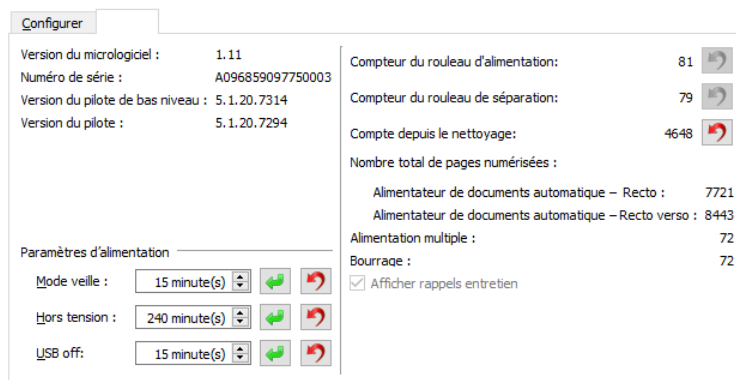 Configurer
Version du micrologiciel : 1.11
Numéro de série : A096859097750003
Version du pilote de bas niveau : 5.1.20.7314
Version du pilote : 5.1.20.7294
Paramètres d'alimentation
Mode veille : 15 minute(s)
Hors tension : 240 minute(s)
USB off: 15 minute(s)
Compteur du rouleau d'alimentation: 81
Compteur du rouleau de séparation: 79
Compte depuis le nettoyage: 4648
Nombre total de pages numérisées :
Alimentateur de documents automatique – Recto : 7721
Alimentateur de documents automatique – Recto verso : 8443
Alimentation multiple : 72
Bourrage : 72
Afficher rappels entretien